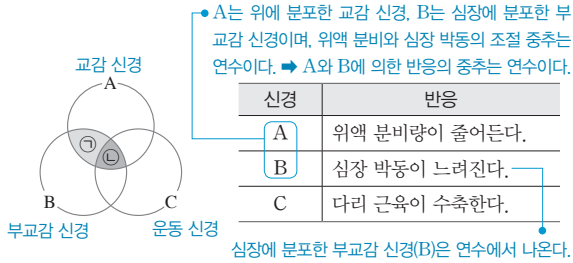 A는 위에 분포한 교감 신경, B는 심장에 분포한 부
교감 신경이며, 위액 분비와 심장 박동의 조절 중추는
연수이다. ➡ A와 B에 의한 반응의 중추는 연수이다.
교감 신경
A
㉠
㉡
B
C
부교감 신경
운동 신경
신경 반응
A 위액 분비량이 줄어든다.
B 심장 박동이 느려진다.
C 다리 근육이 수축한다.
심장에 분포한 부교감 신경(B)은 연수에서 나온다.